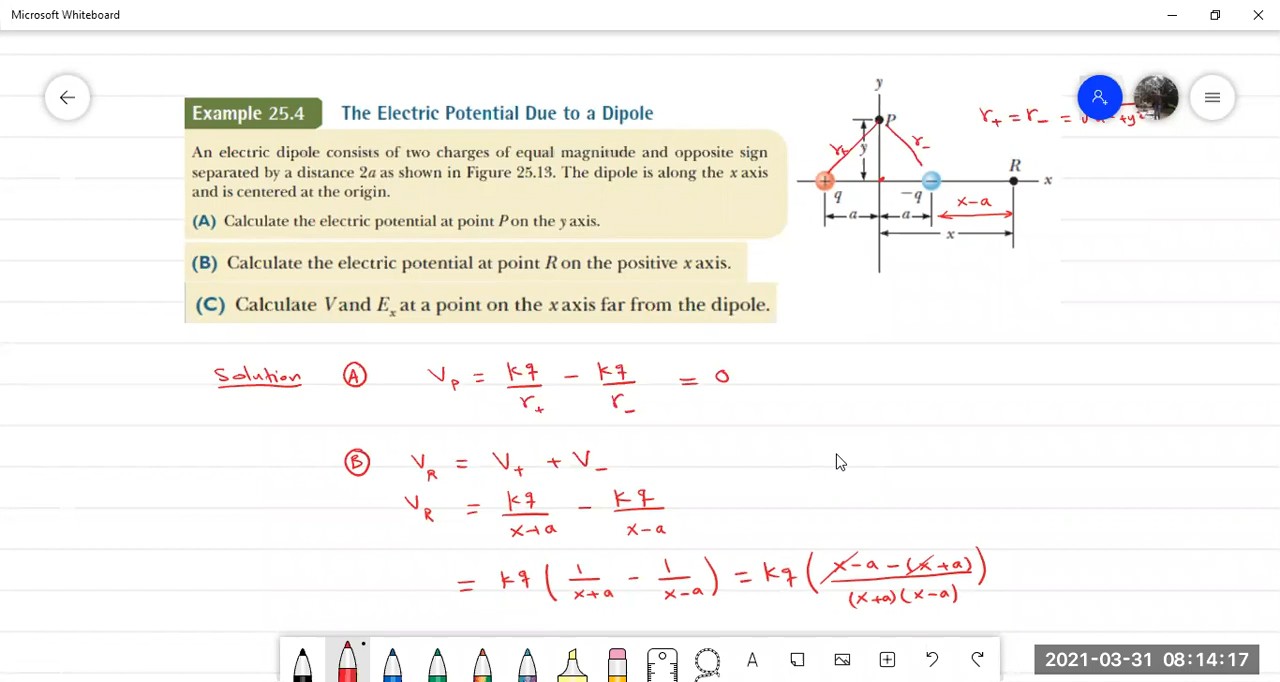 Microsoft Whiteboard
Example 25.4 The Electric Potential Due to a Dipole
An electric dipole consists of two charges of equal magnitude and opposite sign
separated by a distance 2a as shown in Figure 25.13. The dipole is along the x axis
and is centered at the origin.
(A) Calculate the electric potential at point P on the y axis.
(B) Calculate the electric potential at point R on the positive x axis.
(C) Calculate V and Eₓ at a point on the x axis far from the dipole.
y
P
r₊ = r₋ =
+y²
r₋
y
R
x
q
−q
x−a
a
a
x
Solution Ⓐ V_P = kq/r₊ − kq/r₋ = 0
Ⓑ V_R = V₊ + V₋
V_R = kq/(x+a) − kq/(x−a)
= kq (1/(x+a) − 1/(x−a)) = kq ((x−a−(x+a))/((x+a)(x−a)))
A
2021-03-31 08:14:17